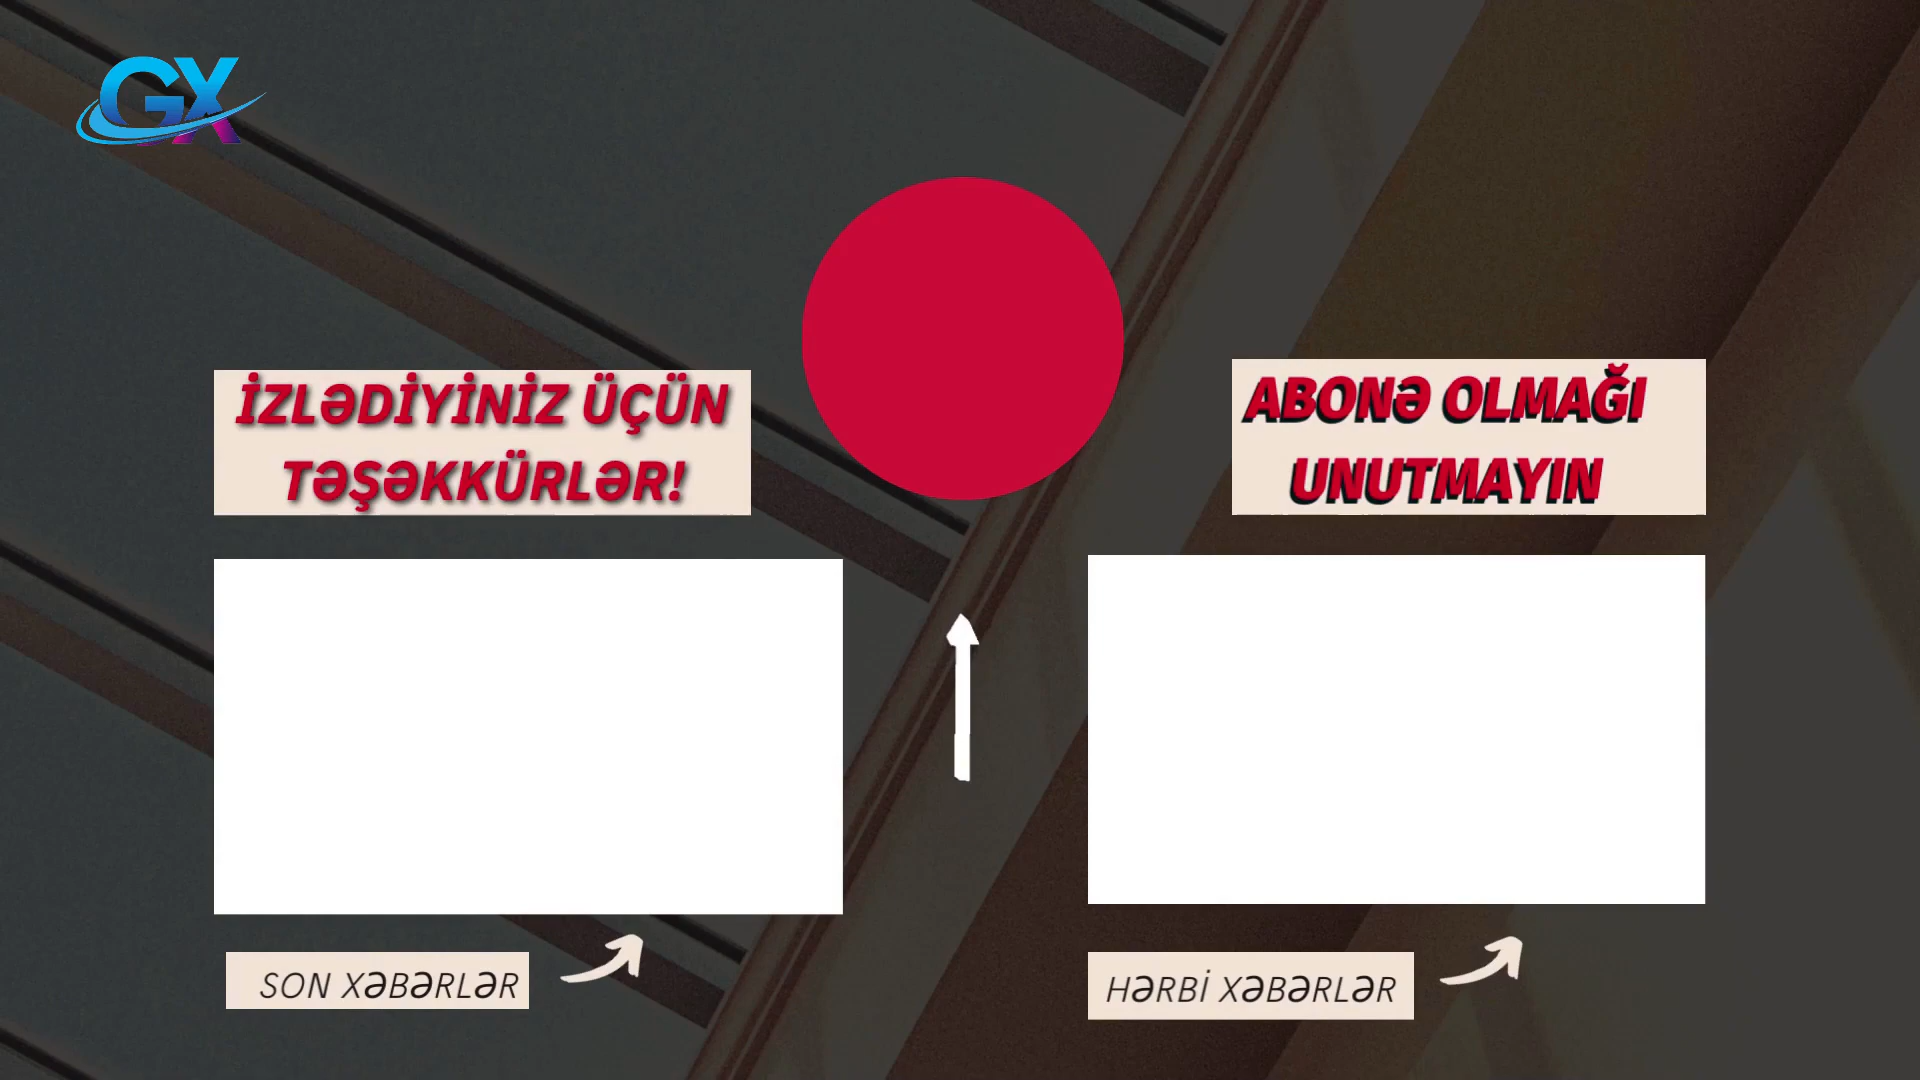 GX
İZLƏDİYİNİZ ÜÇÜN
TƏŞƏKKÜRLƏR!
ABONƏ OLMAĞI
UNUTMAYIN
SON XƏBƏRLƏR
HƏRBİ XƏBƏRLƏR